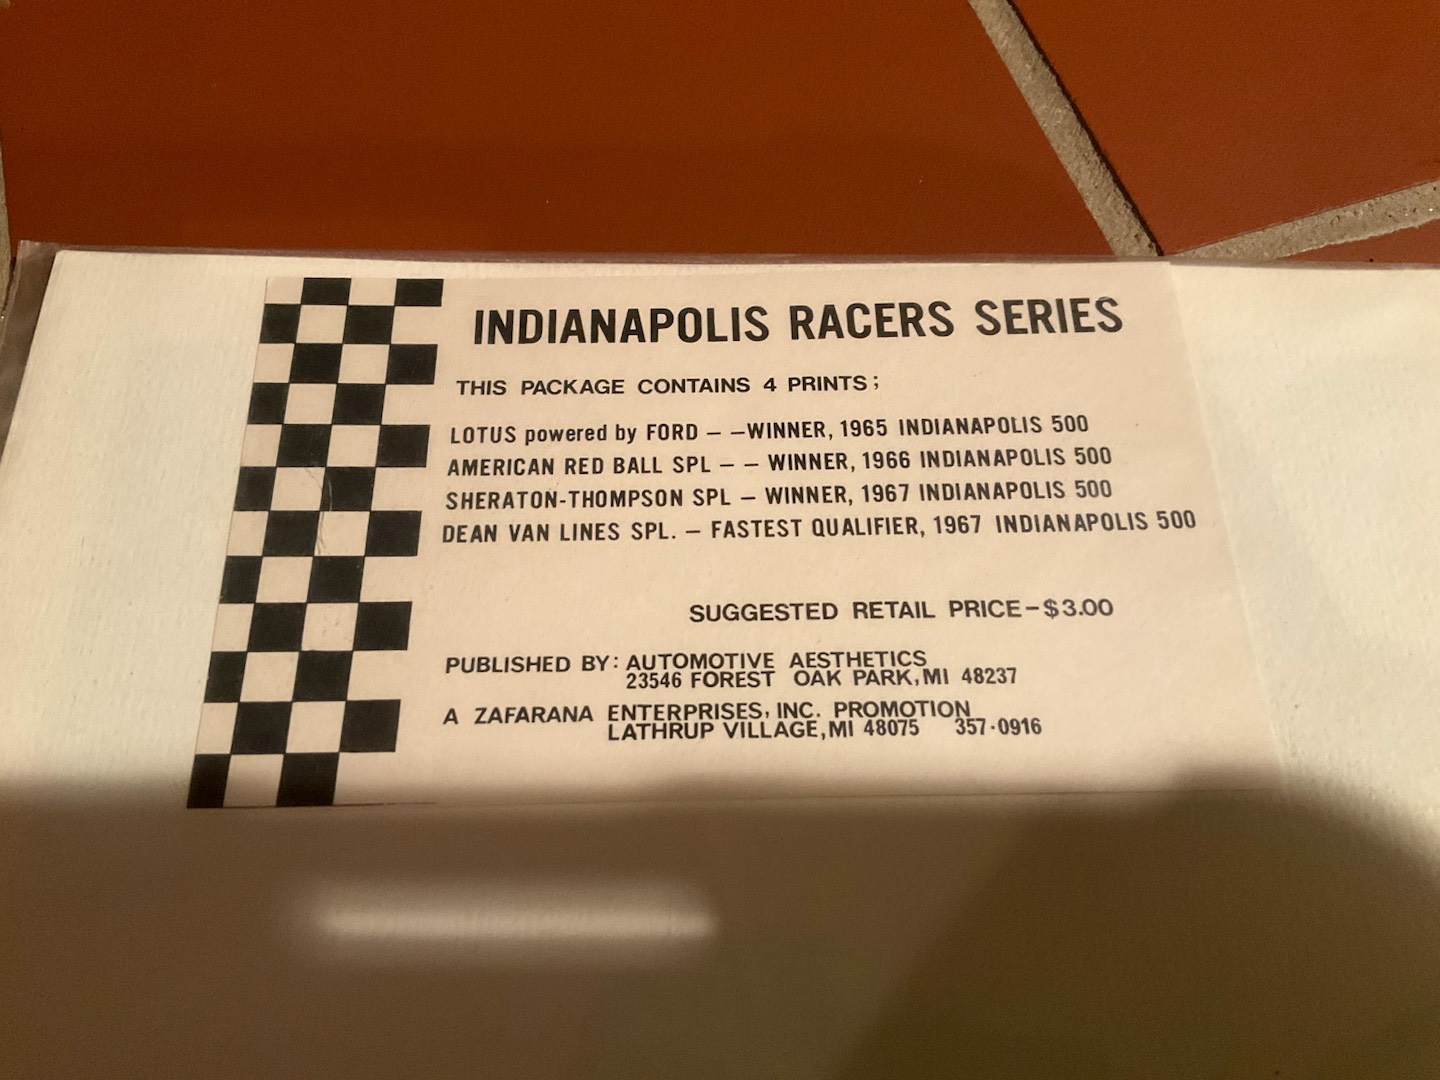 INDIANAPOLIS RACERS SERIES
THIS PACKAGE CONTAINS 4 PRINTS;
LOTUS powered by FORD – –WINNER, 1965 INDIANAPOLIS 500
AMERICAN RED BALL SPL – – WINNER, 1966 INDIANAPOLIS 500
SHERATON-THOMPSON SPL – WINNER, 1967 INDIANAPOLIS 500
DEAN VAN LINES SPL. – FASTEST QUALIFIER, 1967 INDIANAPOLIS 500
SUGGESTED RETAIL PRICE–$3.00
PUBLISHED BY: AUTOMOTIVE AESTHETICS
23546 FOREST OAK PARK, MI 48237
A ZAFARANA ENTERPRISES, INC. PROMOTION
LATHRUP VILLAGE, MI 48075 357·0916